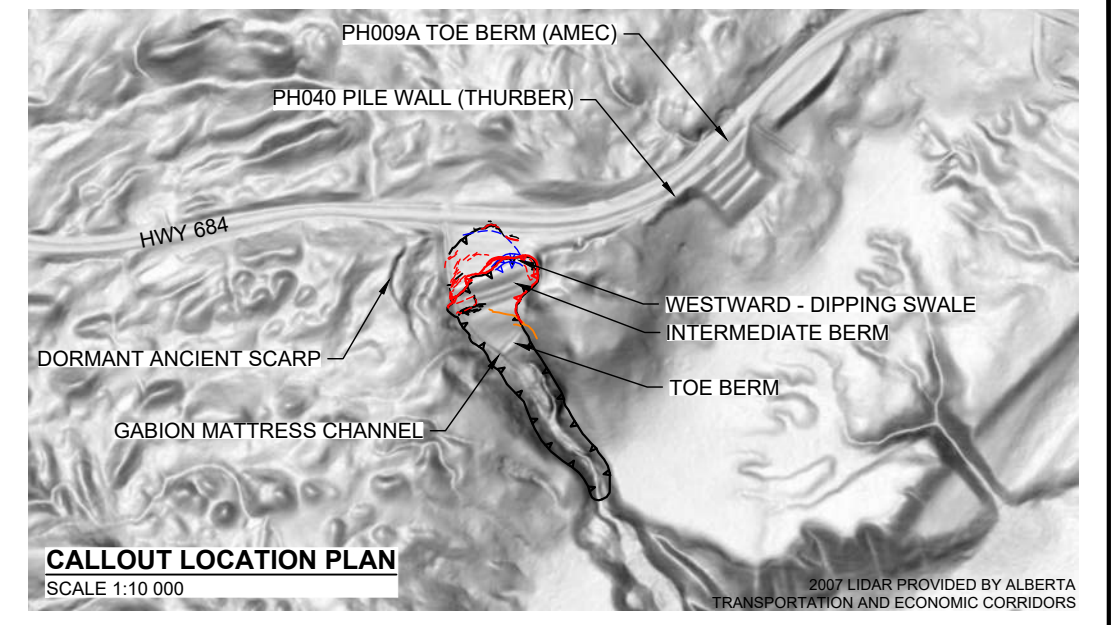 PH009A TOE BERM (AMEC)
PH040 PILE WALL (THURBER)
HWY 684
WESTWARD - DIPPING SWALE
INTERMEDIATE BERM
DORMANT ANCIENT SCARP
TOE BERM
GABION MATTRESS CHANNEL
CALLOUT LOCATION PLAN
SCALE 1:10 000
2007 LIDAR PROVIDED BY ALBERTA
TRANSPORTATION AND ECONOMIC CORRIDORS